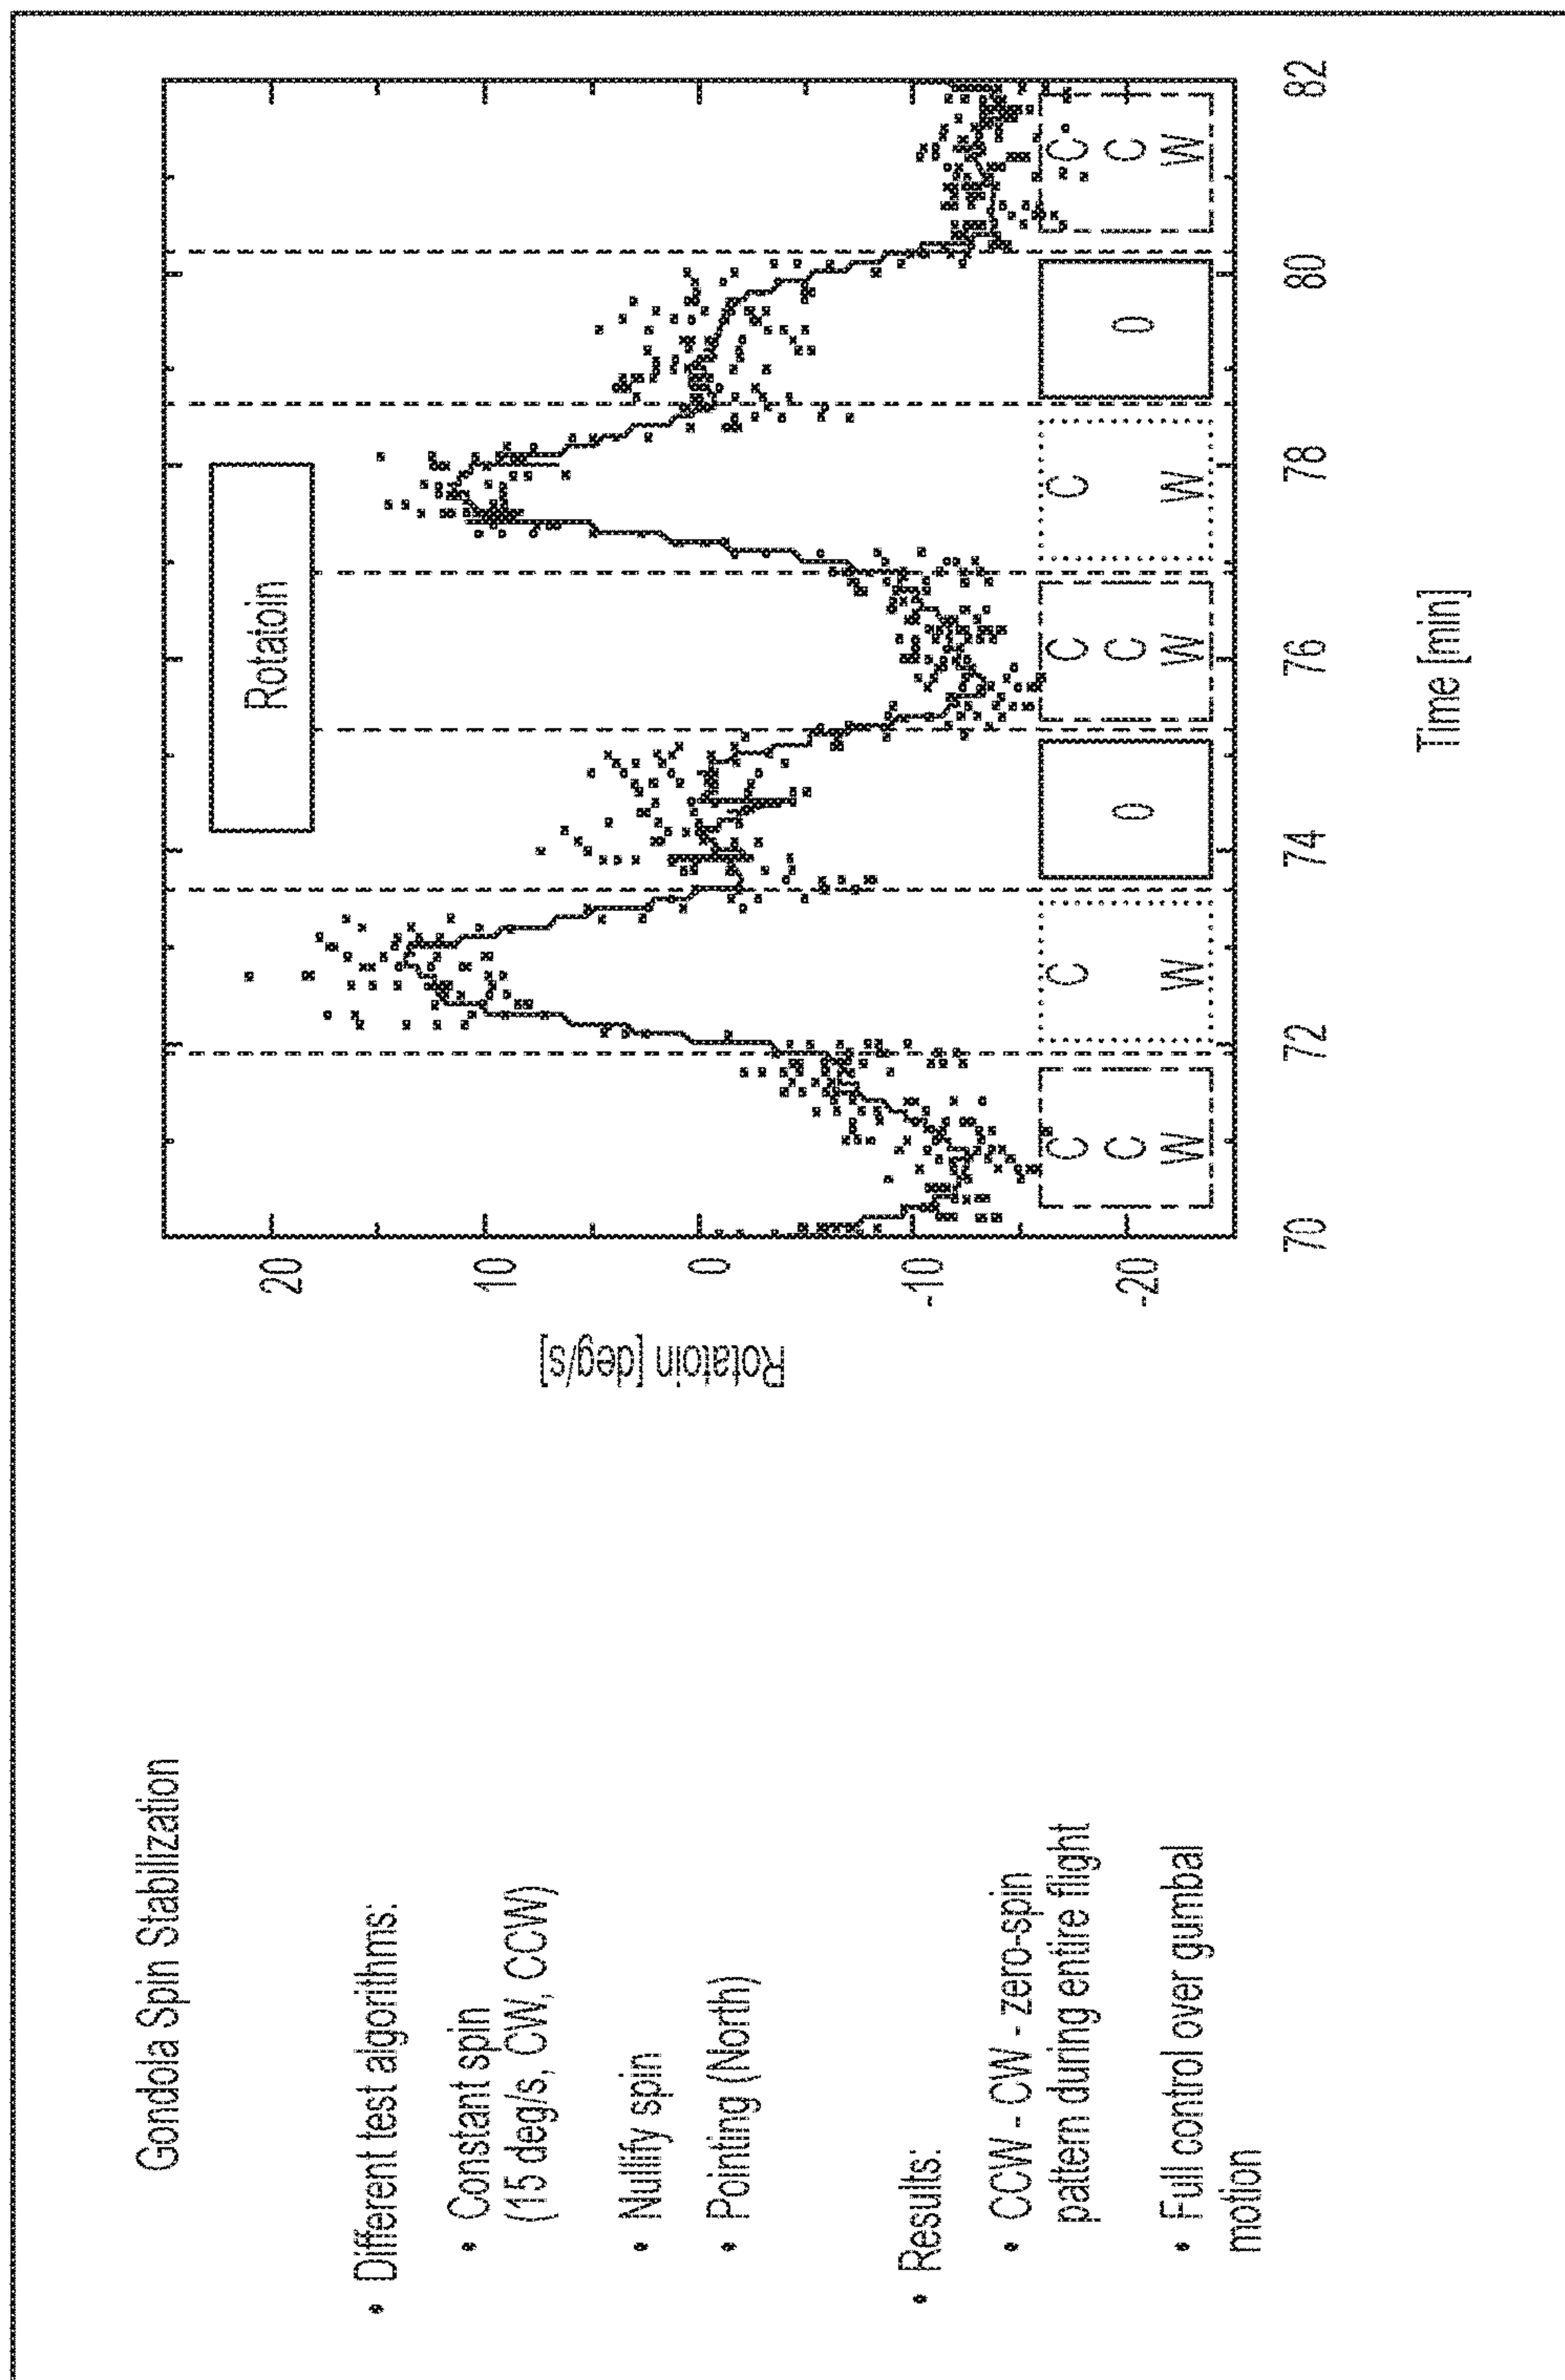 Gondola Spin Stabilization
• Different test algorithms:
• Constant spin
(15 deg/s, CW, CCW)
• Nullify spin
• Pointing (North)
• Results:
• CCW - CW - zero-spin
pattern during entire flight
• Full control over gumbal
motion
Rotatoin
Rotatoin [deg/s]
20
10
0
-10
-20
CCW
CW
0
CCW
CW
0
CCW
70
72
74
76
78
80
82
Time [min]